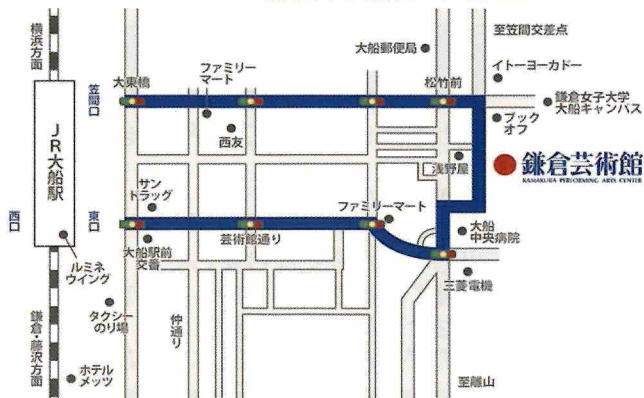 横浜方面
JR大船駅
笠間口
西口
東口
ルミネ
ウイング
タクシー
のり場
鎌倉・藤沢方面
ホテル
メッツ
大東橋
ファミリー
マート
西友
サン
ドラッグ
大船駅前
交番
芸術館通り
仲通り
大船郵便局
松竹前
至笠間交差点
イトーヨーカドー
鎌倉女子大学
大船キャンパス
ブック
オフ
浅野屋
鎌倉芸術館
KAMAKURA PERFORMING ARTS CENTER
ファミリーマート
大船
中央病院
三菱電機
至離山